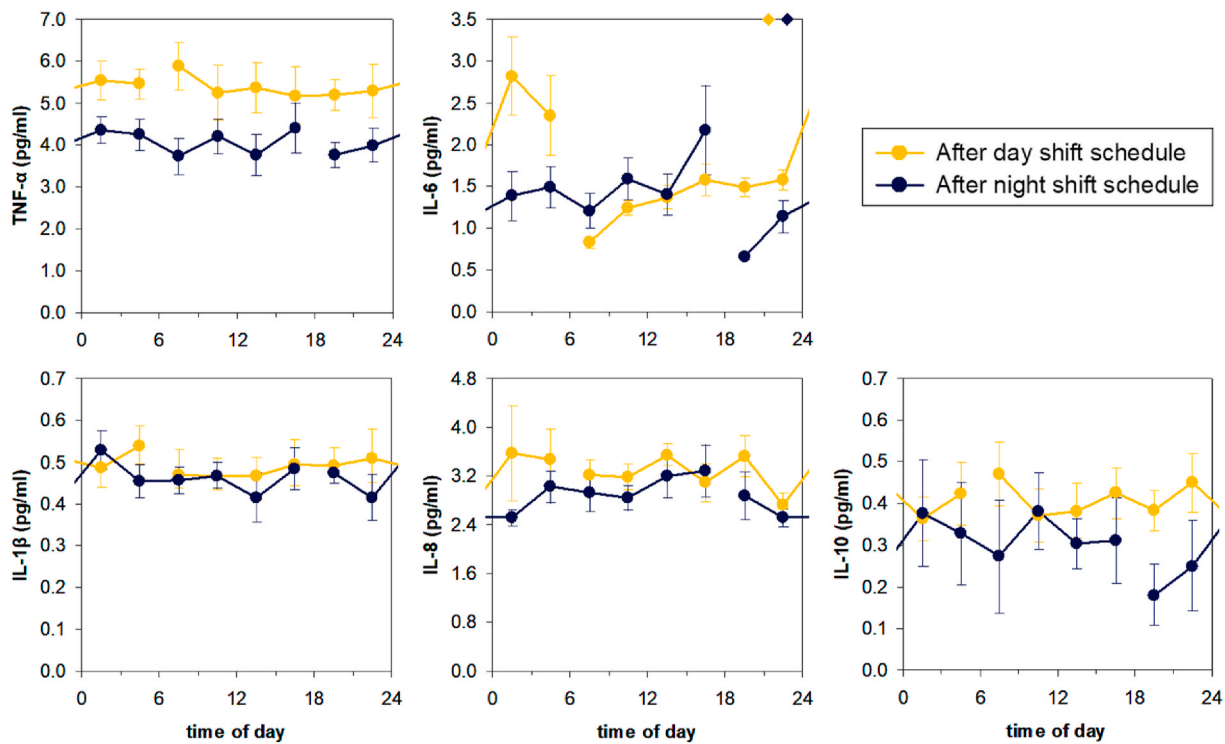 TNF-α (pg/ml)
7.0
6.0
5.0
4.0
3.0
2.0
1.0
0.0
0 6 12 18 24
IL-6 (pg/ml)
3.5
3.0
2.5
2.0
1.5
1.0
0.5
0.0
0 6 12 18 24
After day shift schedule
After night shift schedule
IL-1β (pg/ml)
0.7
0.6
0.5
0.4
0.3
0.2
0.1
0.0
0 6 12 18 24
time of day
IL-8 (pg/ml)
4.8
4.0
3.2
2.4
1.6
0.8
0.0
0 6 12 18 24
time of day
IL-10 (pg/ml)
0.7
0.6
0.5
0.4
0.3
0.2
0.1
0.0
0 6 12 18 24
time of day